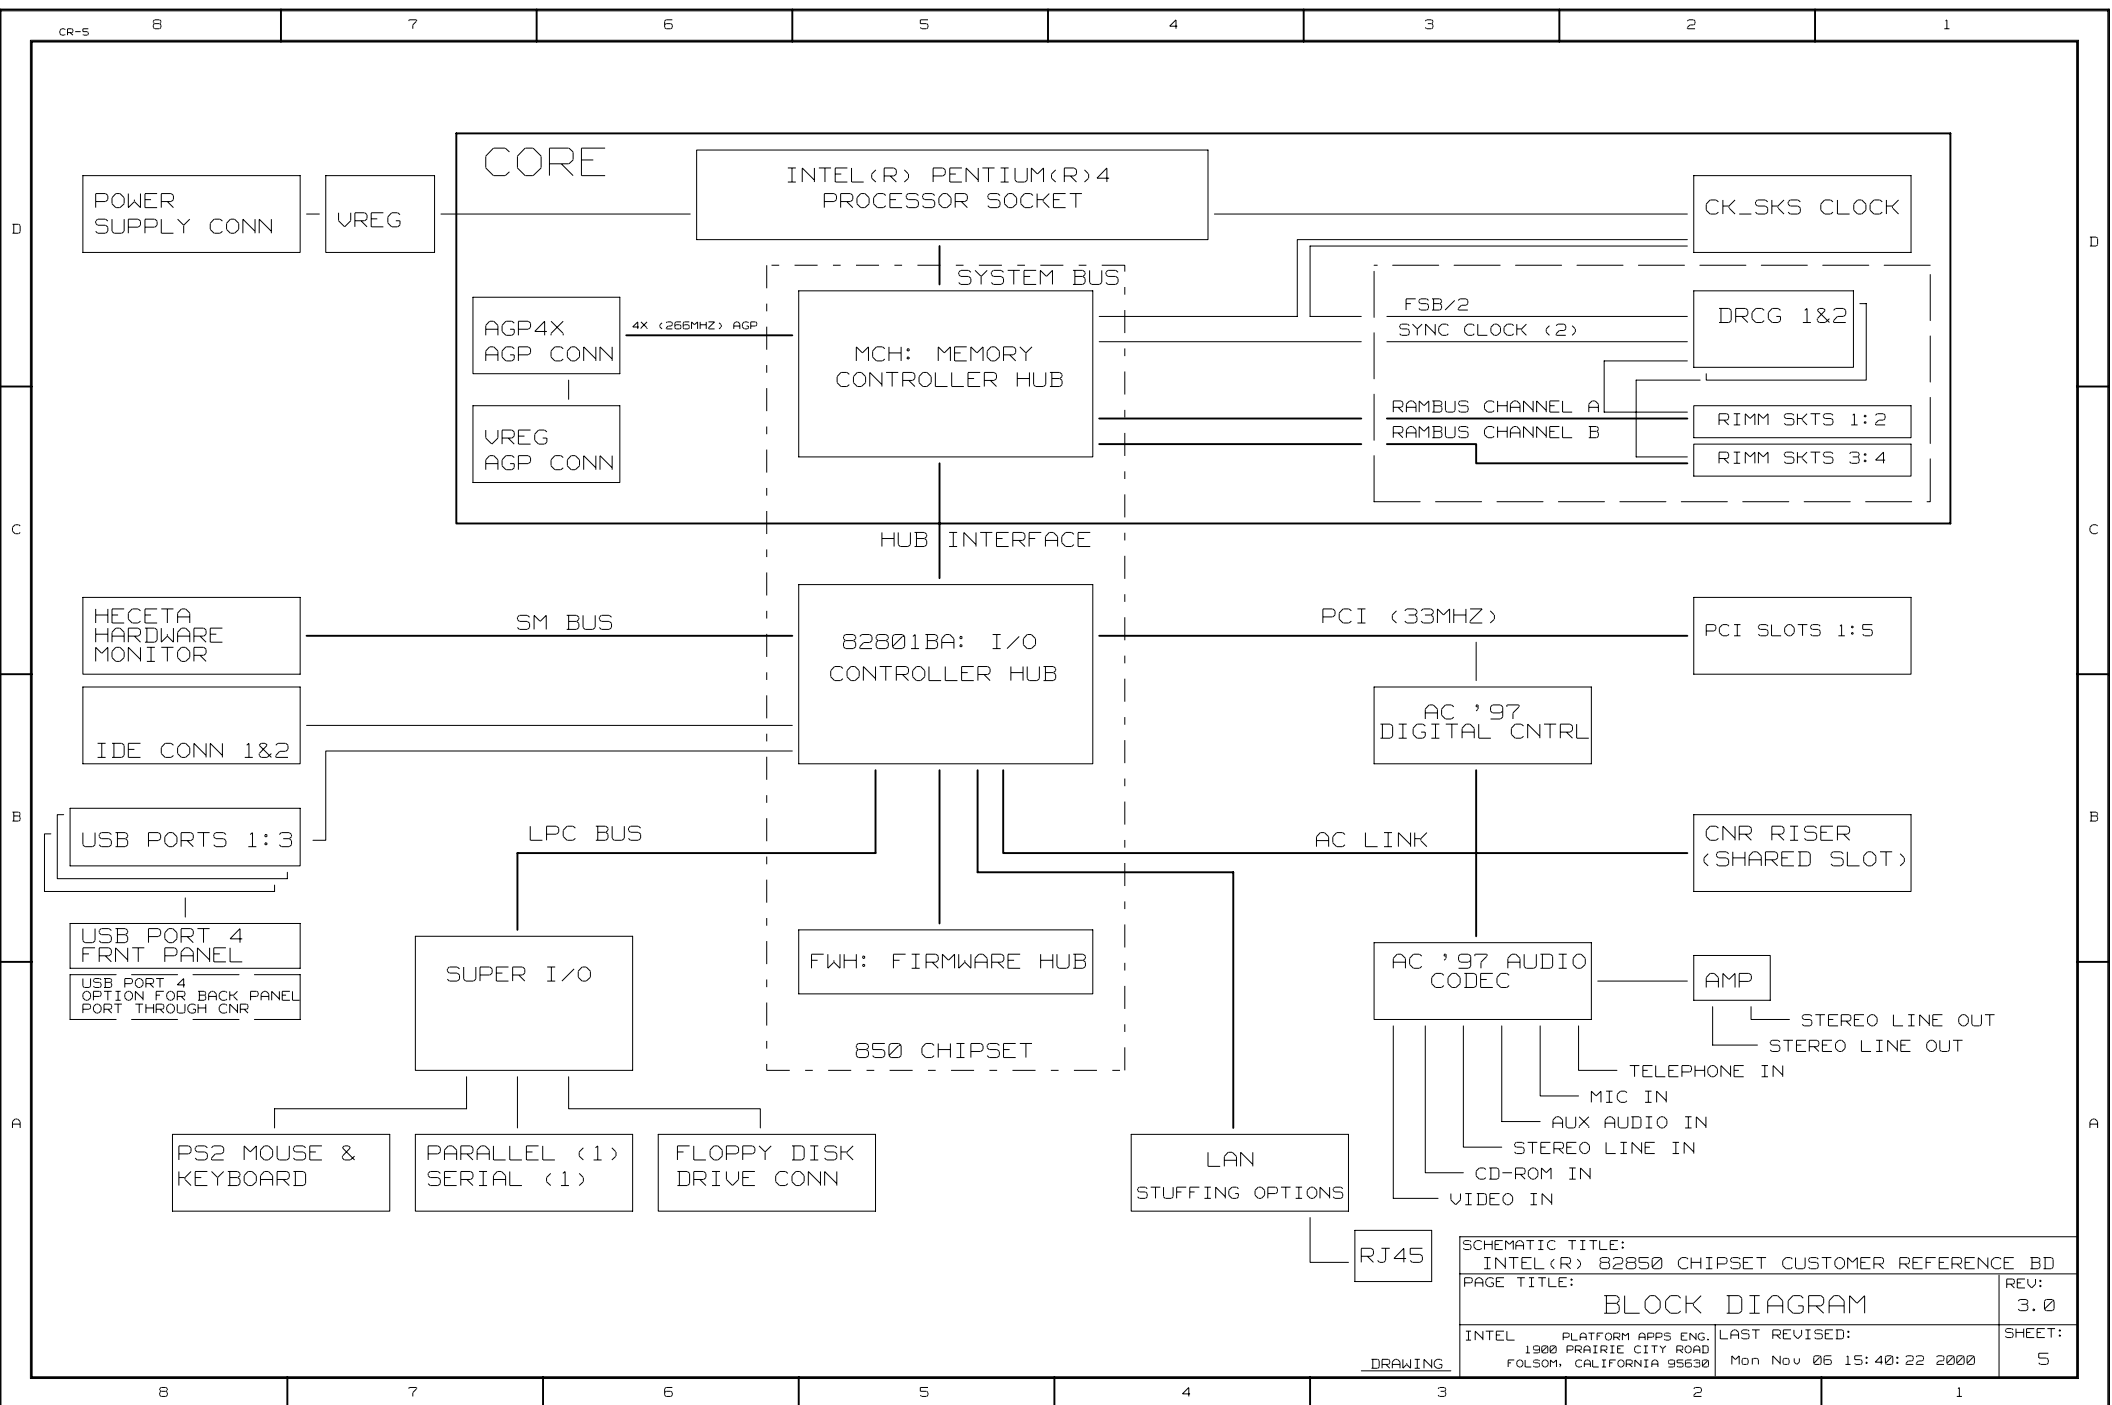 CR-5
8 7 6 5 4 3 2 1
D
C
B
A
CORE
INTEL(R) PENTIUM(R)4
PROCESSOR SOCKET
POWER
SUPPLY CONN
VREG
CK_SKS CLOCK
SYSTEM BUS
AGP4X
AGP CONN
4X (266MHZ) AGP
MCH: MEMORY
CONTROLLER HUB
FSB/2
SYNC CLOCK (2)
DRCG 1&2
VREG
AGP CONN
RAMBUS CHANNEL A
RAMBUS CHANNEL B
RIMM SKTS 1:2
RIMM SKTS 3:4
HUB INTERFACE
HECETA
HARDWARE
MONITOR
SM BUS
82801BA: I/O
CONTROLLER HUB
PCI (33MHZ)
PCI SLOTS 1:5
IDE CONN 1&2
AC '97
DIGITAL CNTRL
USB PORTS 1:3
LPC BUS
AC LINK
CNR RISER
(SHARED SLOT)
USB PORT 4
FRNT PANEL
USB PORT 4
OPTION FOR BACK PANEL
PORT THROUGH CNR
SUPER I/O
FWH: FIRMWARE HUB
850 CHIPSET
AC '97 AUDIO
CODEC
AMP
STEREO LINE OUT
STEREO LINE OUT
TELEPHONE IN
MIC IN
AUX AUDIO IN
STEREO LINE IN
CD-ROM IN
VIDEO IN
PS2 MOUSE &
KEYBOARD
PARALLEL (1)
SERIAL (1)
FLOPPY DISK
DRIVE CONN
LAN
STUFFING OPTIONS
RJ45
SCHEMATIC TITLE:
INTEL(R) 82850 CHIPSET CUSTOMER REFERENCE BD
PAGE TITLE:
BLOCK DIAGRAM
REV:
3.0
INTEL PLATFORM APPS ENG.
1900 PRAIRIE CITY ROAD
FOLSOM, CALIFORNIA 95630
LAST REVISED:
Mon Nov 06 15:40:22 2000
SHEET:
5
DRAWING
D
C
B
A
8 7 6 5 4 3 2 1